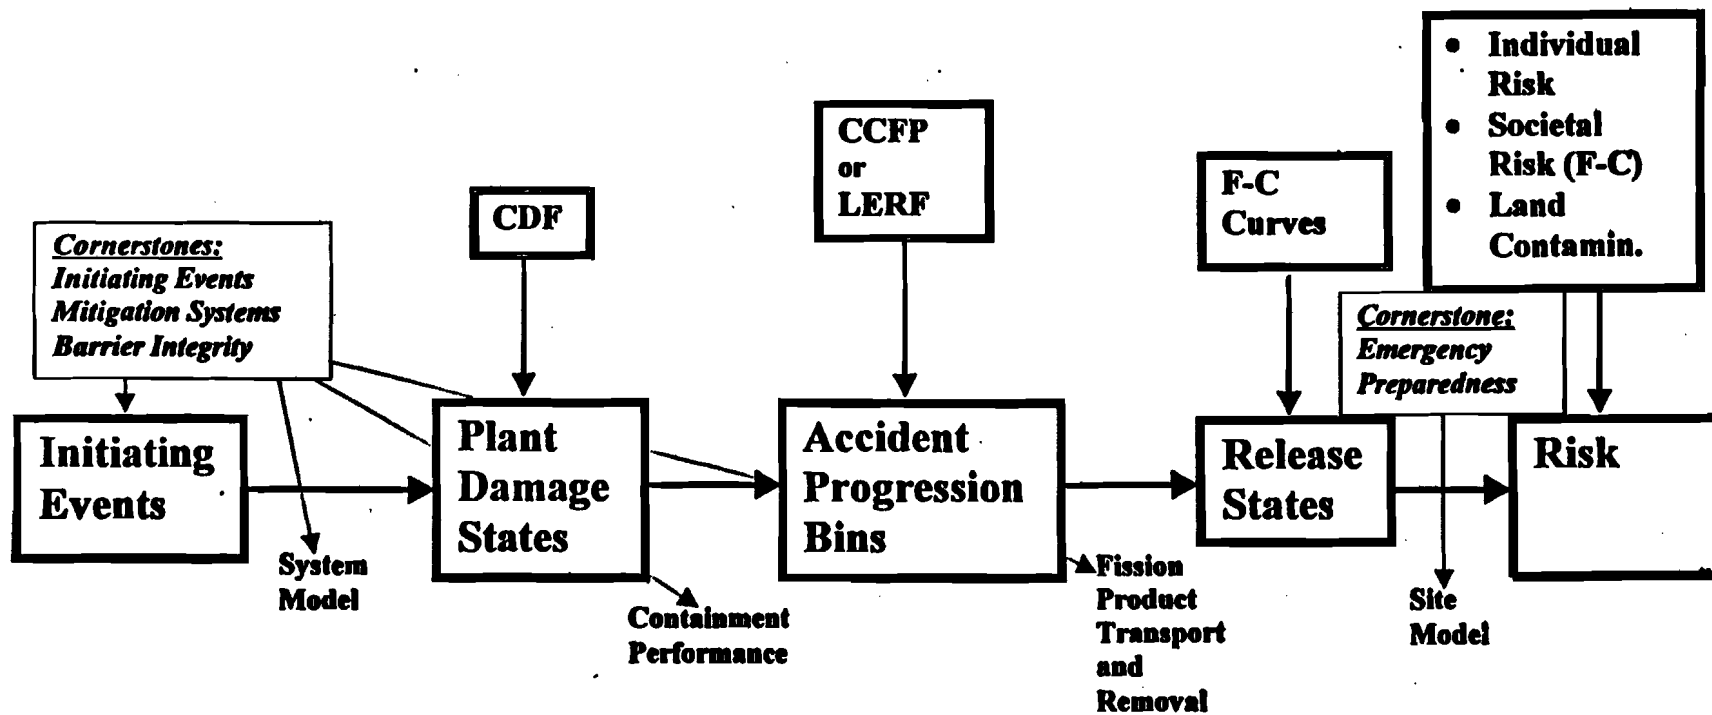 Cornerstones:
Initiating Events
Mitigation Systems
Barrier Integrity
CDF
CCFP
or
LERF
F-C
Curves
• Individual
Risk
• Societal
Risk (F-C)
• Land
Contamin.
Cornerstone:
Emergency
Preparedness
Initiating
Events
Plant
Damage
States
Accident
Progression
Bins
Release
States
Risk
System
Model
Containment
Performance
Fission
Product
Transport
and
Removal
Site
Model